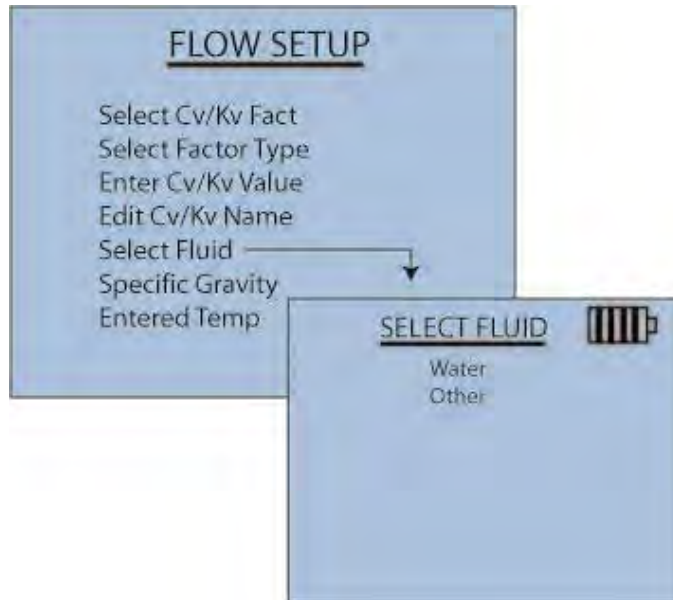 FLOW SETUP
Select Cv/Kv Fact
Select Factor Type
Enter Cv/Kv Value
Edit Cv/Kv Name
Select Fluid
Specific Gravity
Entered Temp
SELECT FLUID
Water
Other